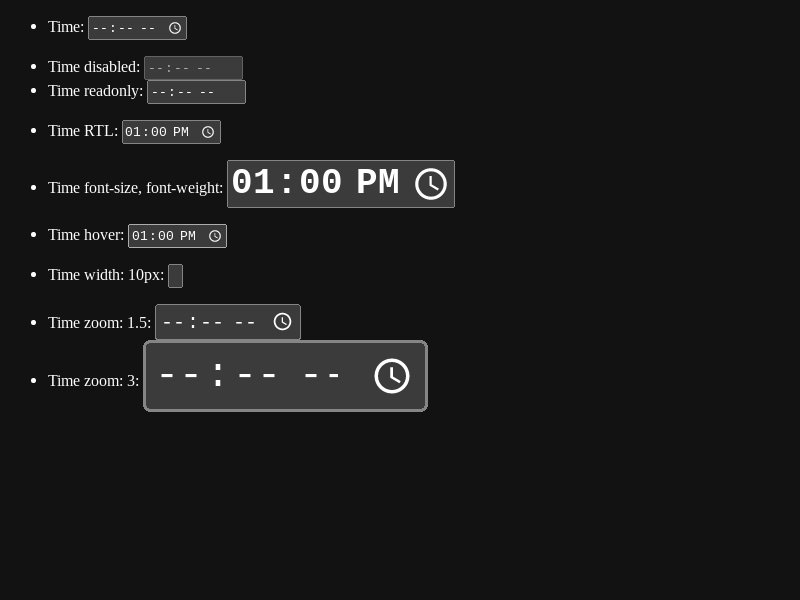 Time: --:-- --
Time disabled: --:-- --
Time readonly: --:-- --
Time RTL: 01:00 PM
Time font-size, font-weight: 01:00 PM
Time hover: 01:00 PM
Time width: 10px:
Time zoom: 1.5: --:-- --
Time zoom: 3: --:-- --